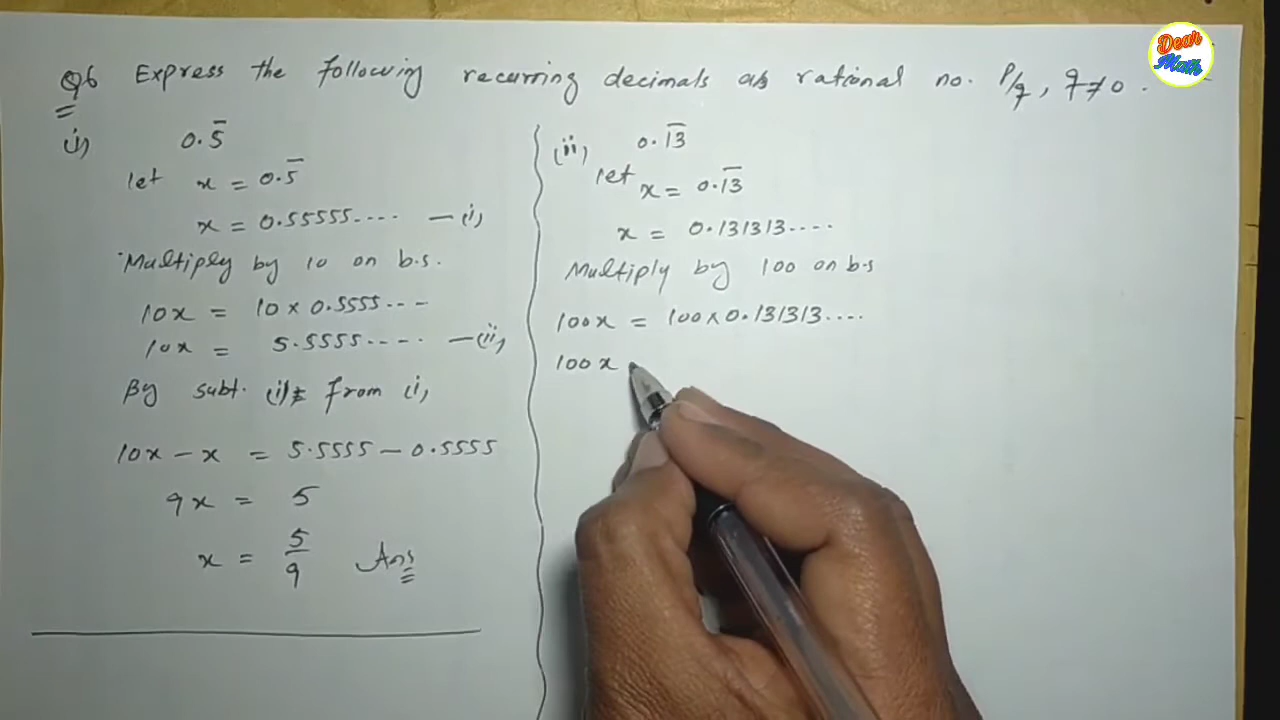 Q6 Express the following recurring decimals as rational no. P/q, q≠0.
(i) 0.5̅
let x = 0.5̅
x = 0.55555.... —(i)
Multiply by 10 on b.s.
10x = 10 × 0.5555...
10x = 5.5555.... —(ii)
By subt. (i) from (i)
10x – x = 5.5555 – 0.5555
9x = 5
x = 5/9 Ans
(ii) 0.1̅3̅
let x = 0.1̅3̅
x = 0.131313....
Multiply by 100 on b.s
100x = 100 × 0.131313....
100x
Dear
Math